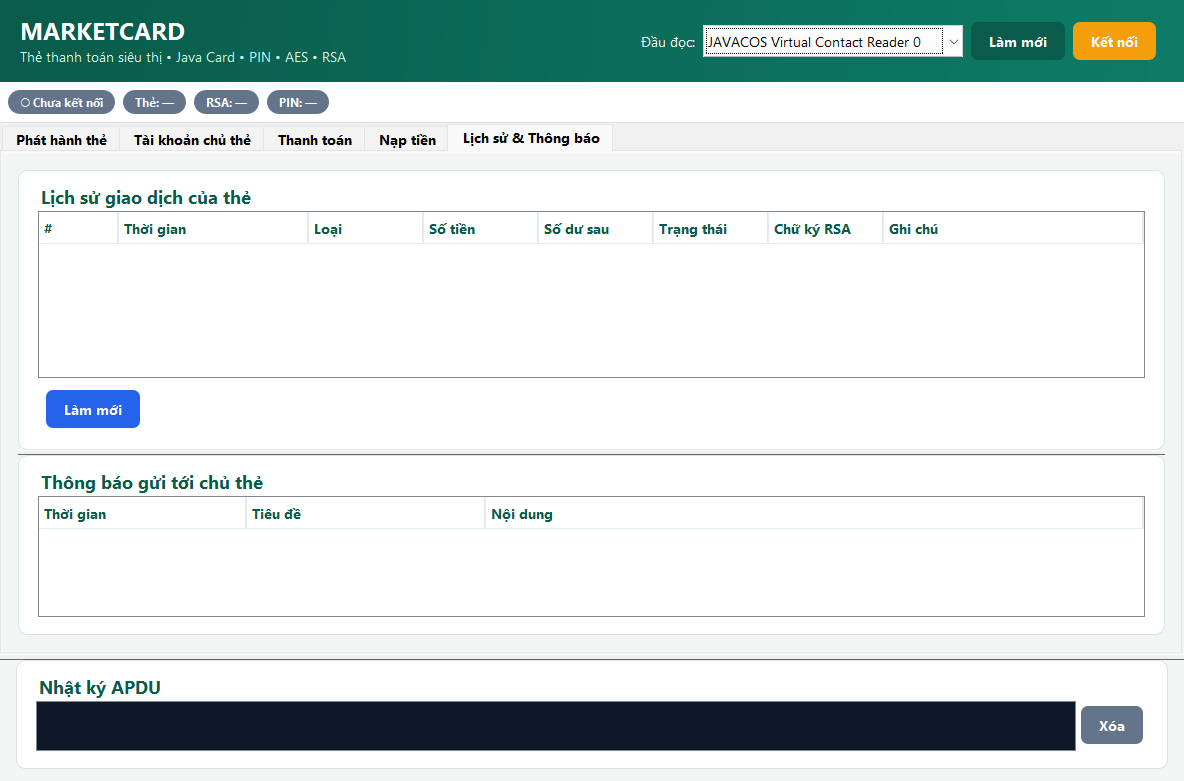 MARKETCARD
Thẻ thanh toán siêu thị • Java Card • PIN • AES • RSA
Đầu đọc: JAVACOS Virtual Contact Reader 0 Làm mới Kết nối
○ Chưa kết nối Thẻ: — RSA: — PIN: —
Phát hành thẻ Tài khoản chủ thẻ Thanh toán Nạp tiền Lịch sử & Thông báo
Lịch sử giao dịch của thẻ
# Thời gian Loại Số tiền Số dư sau Trạng thái Chữ ký RSA Ghi chú
Làm mới
Thông báo gửi tới chủ thẻ
Thời gian Tiêu đề Nội dung
Nhật ký APDU
Xóa